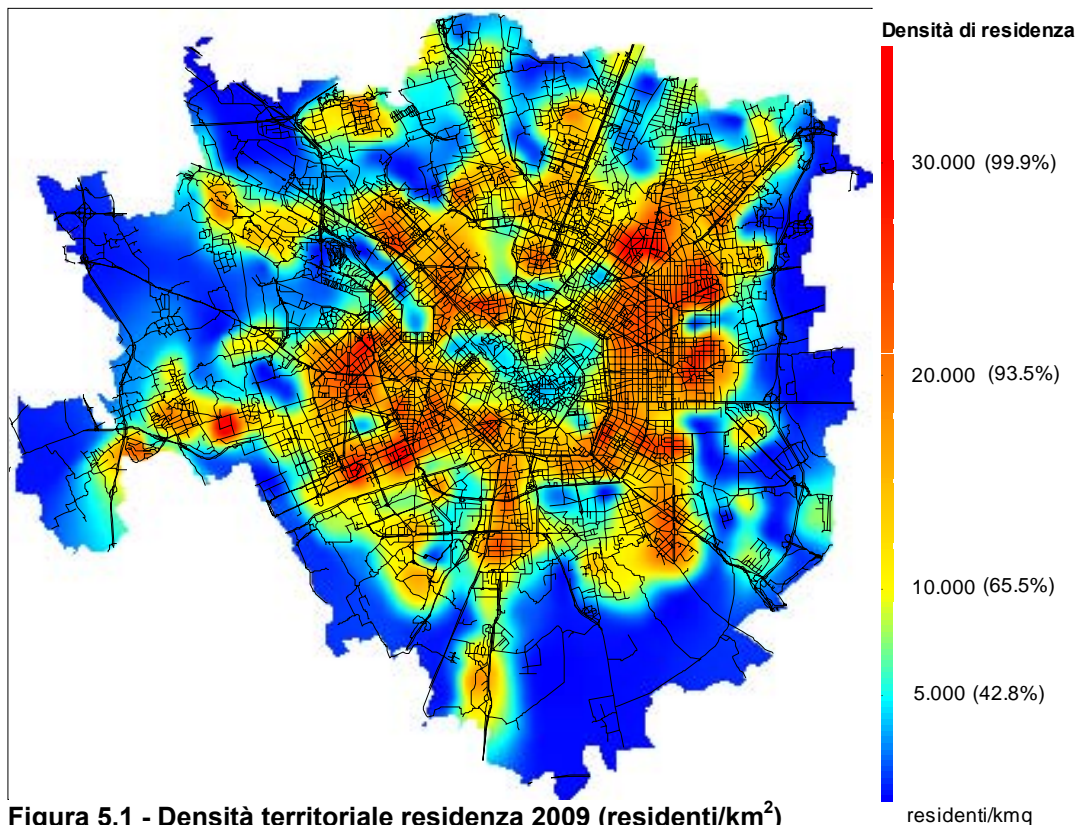 Densità di residenza
30.000 (99.9%)
20.000 (93.5%)
10.000 (65.5%)
5.000 (42.8%)
residenti/kmq
Figura 5.1 - Densità territoriale residenza 2009 (residenti/km²)